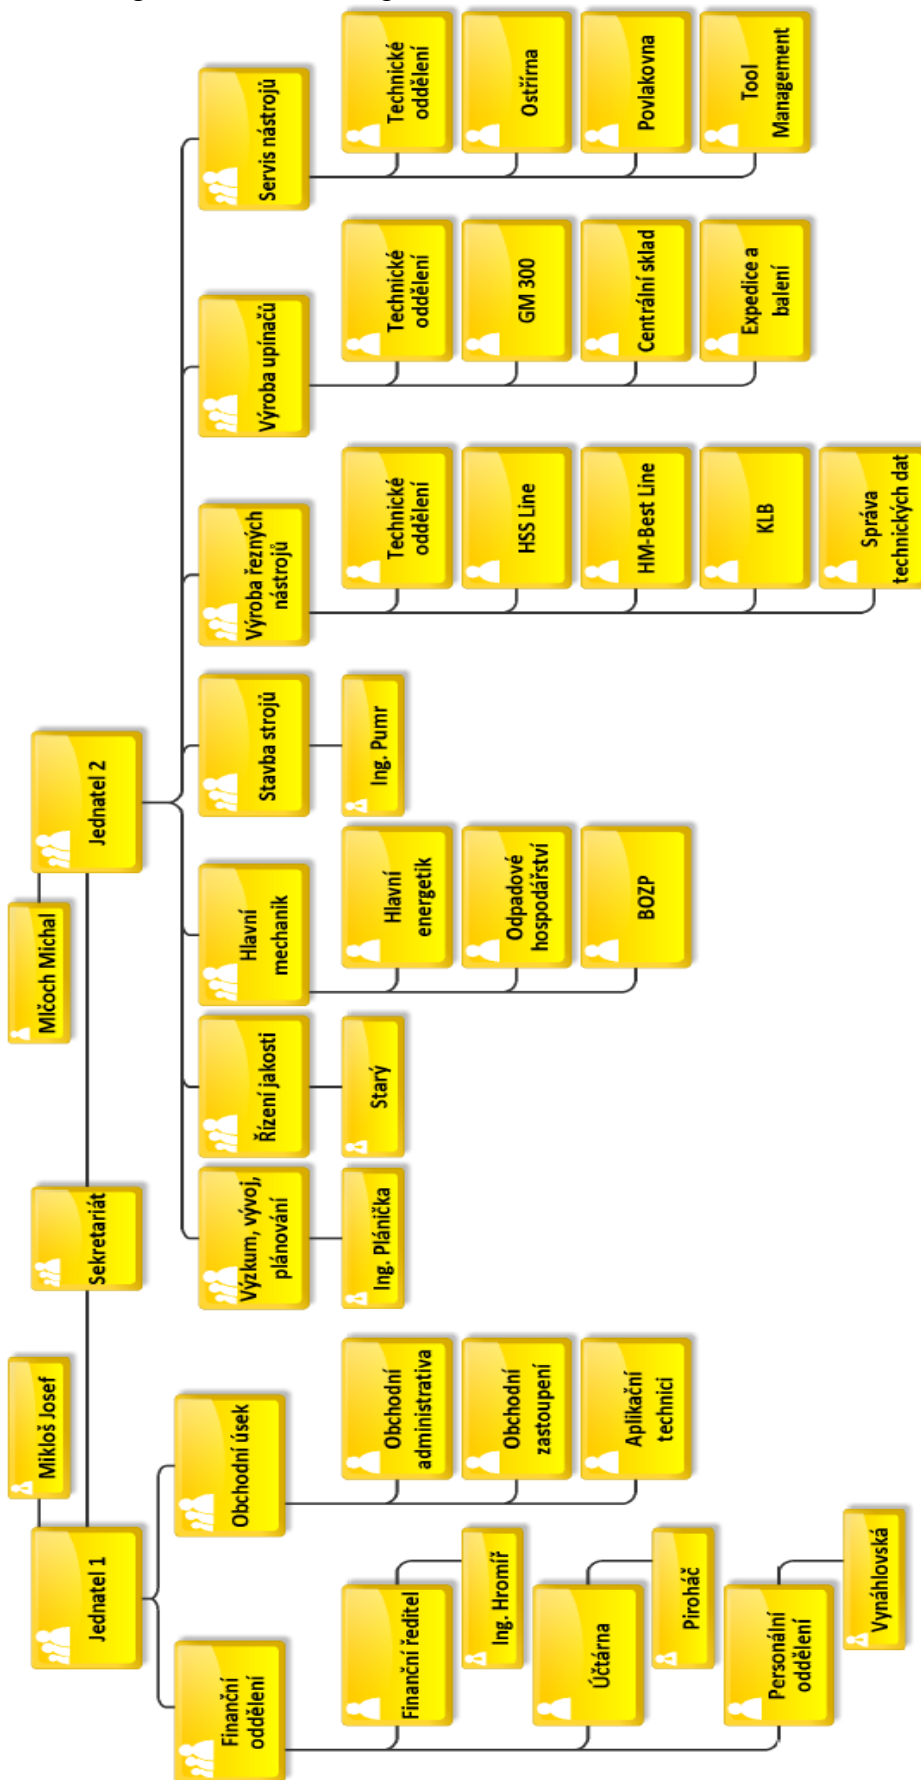 Mikloš Josef
Jednatel 1
Sekretariát
Mlčoch Michal
Jednatel 2
Finanční
oddělení
Finanční ředitel
Ing. Hromíř
Účtárna
Piroháč
Personální
oddělení
Vynáhlovská
Obchodní úsek
Obchodní
administrativa
Obchodní
zastoupení
Aplikační
technici
Výzkum, vývoj,
plánování
Ing. Plánička
Řízení jakosti
Starý
Hlavní
mechanik
Hlavní
energetik
Odpadové
hospodářství
BOZP
Stavba strojů
Ing. Pumr
Výroba řezných
nástrojů
Technické
oddělení
HSS Line
HM-Best Line
KLB
Správa
technických dat
Výroba upínačů
Technické
oddělení
GM 300
Centrální sklad
Expedice a
balení
Servis nástrojů
Technické
oddělení
Ostřírna
Povlakovna
Tool
Management